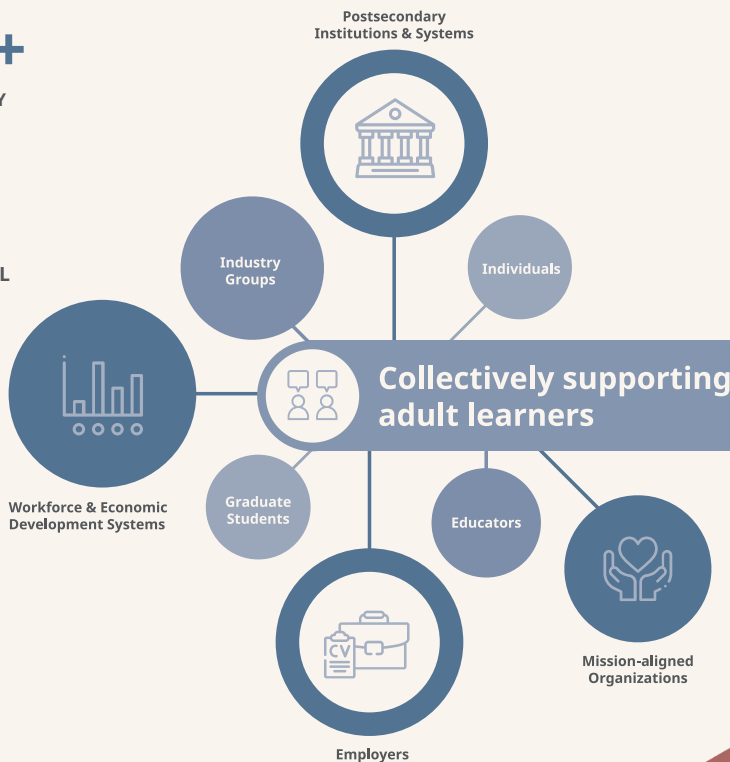 Postsecondary
Institutions & Systems
+
Y
Industry
Groups
Individuals
L
Collectively supporting
adult learners
Workforce & Economic
Development Systems
Graduate
Students
Educators
CV
Mission-aligned
Organizations
Employers